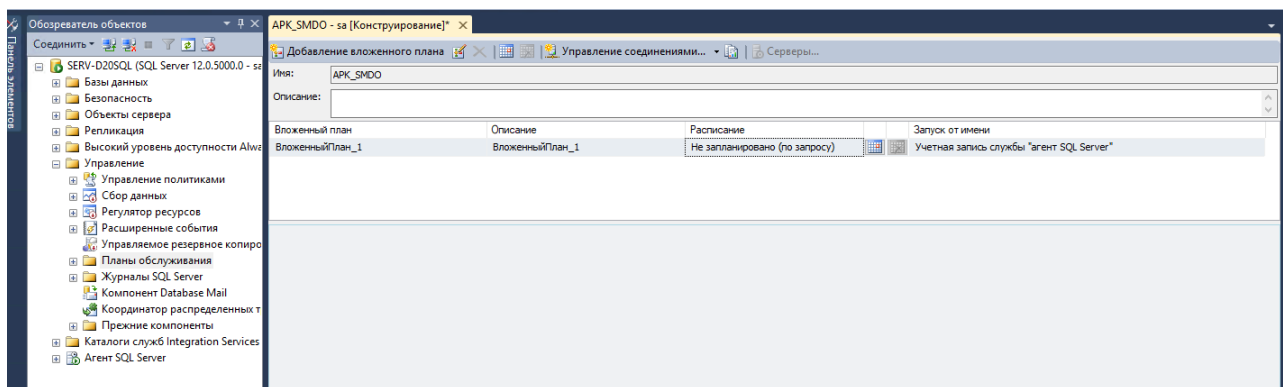 Обозреватель объектов
Соединить
SERV-D20SQL (SQL Server 12.0.5000.0 - sa
Базы данных
Безопасность
Объекты сервера
Репликация
Высокий уровень доступности Alwa
Управление
Управление политиками
Сбор данных
Регулятор ресурсов
Расширенные события
Управляемое резервное копиро
Планы обслуживания
Журналы SQL Server
Компонент Database Mail
Координатор распределенных т
Прежние компоненты
Каталоги служб Integration Services
Агент SQL Server
Панель элементов
APK_SMDO - sa [Конструирование]*
Добавление вложенного плана Управление соединениями... Серверы...
Имя: APK_SMDO
Описание:
Вложенный план Описание Расписание Запуск от имени
ВложенныйПлан_1 ВложенныйПлан_1 Не запланировано (по запросу) Учетная запись службы "агент SQL Server"